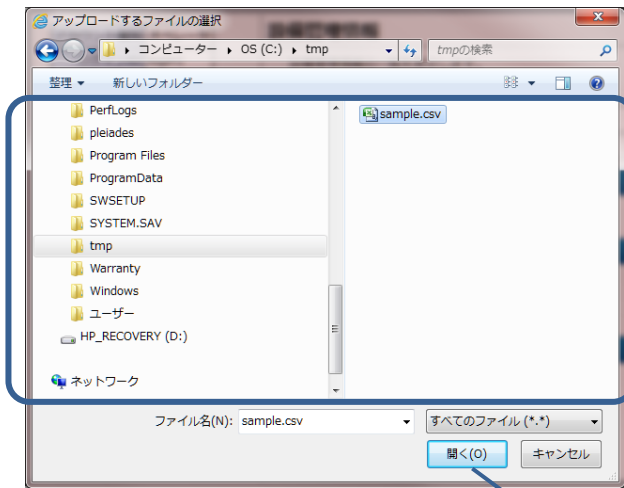 アップロードするファイルの選択
コンピューター ▸ OS (C:) ▸ tmp
tmpの検索
整理 ▼ 新しいフォルダー
PerfLogs
pleiades
Program Files
ProgramData
SWSETUP
SYSTEM.SAV
tmp
Warranty
Windows
ユーザー
HP_RECOVERY (D:)
ネットワーク
sample.csv
ファイル名(N): sample.csv
すべてのファイル (*.*)
開く(O) キャンセル